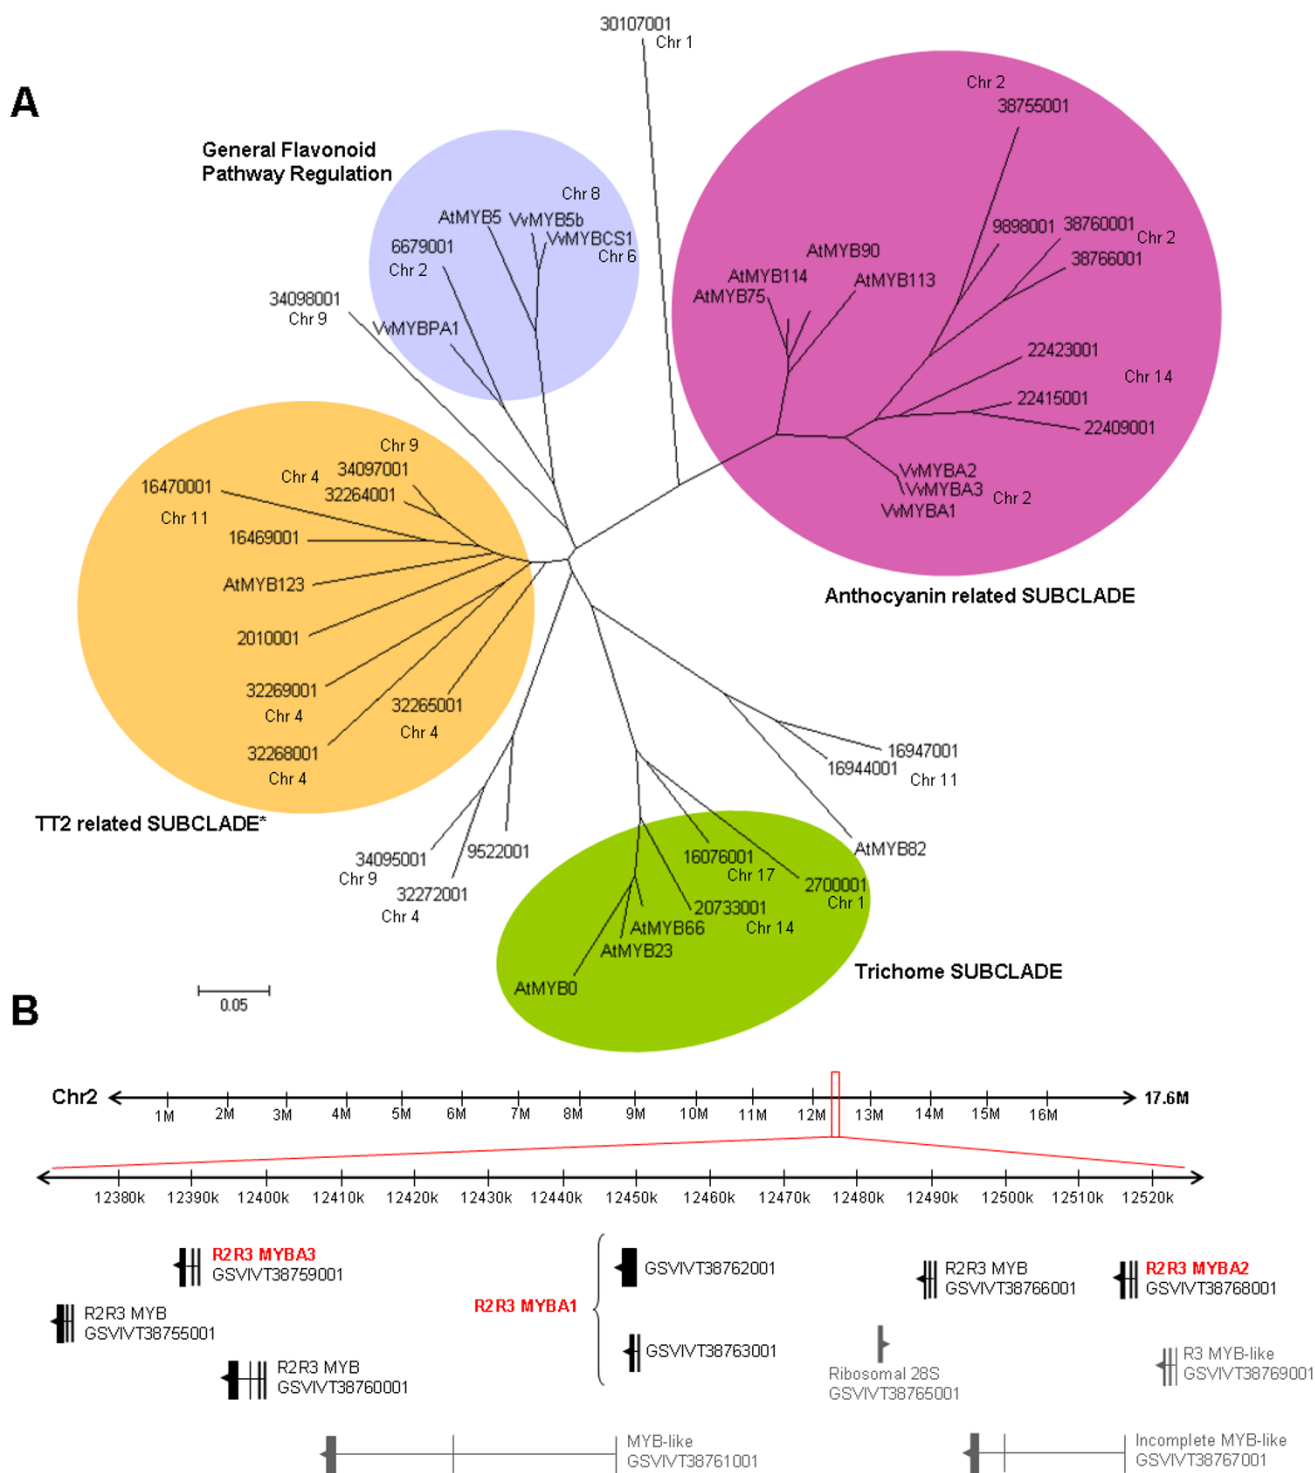 A
30107001
Chr 1
General Flavonoid
Pathway Regulation
Chr 8
AtMYB5
VvMYB5b
VvMYBCS1
Chr 6
6679001
Chr 2
VvMYBPA1
34098001
Chr 9
Chr 2
38755001
9898001
38760001
Chr 2
38766001
AtMYB90
AtMYB114
AtMYB113
AtMYB75
22423001
Chr 14
22415001
22409001
VvMYBA2
VvMYBA3
Chr 2
VvMYBA1
Anthocyanin related SUBCLADE
Chr 9
34097001
Chr 4
32264001
16470001
Chr 11
16469001
AtMYB123
2010001
32269001
Chr 4
32265001
Chr 4
32268001
Chr 4
TT2 related SUBCLADE*
34095001
Chr 9
9522001
32272001
Chr 4
16947001
16944001
Chr 11
AtMYB82
16076001
Chr 17
2700001
Chr 1
20733001
Chr 14
AtMYB66
AtMYB23
AtMYB0
Trichome SUBCLADE
0.05
B
Chr2
1M 2M 3M 4M 5M 6M 7M 8M 9M 10M 11M 12M 13M 14M 15M 16M
17.6M
12380k 12390k 12400k 12410k 12420k 12430k 12440k 12450k 12460k 12470k 12480k 12490k 12500k 12510k 12520k
R2R3 MYBA3
GSVIVT38759001
R2R3 MYB
GSVIVT38755001
R2R3 MYB
GSVIVT38760001
R2R3 MYBA1
GSVIVT38762001
GSVIVT38763001
R2R3 MYB
GSVIVT38766001
R2R3 MYBA2
GSVIVT38768001
Ribosomal 28S
GSVIVT38765001
R3 MYB-like
GSVIVT38769001
MYB-like
GSVIVT38761001
Incomplete MYB-like
GSVIVT38767001